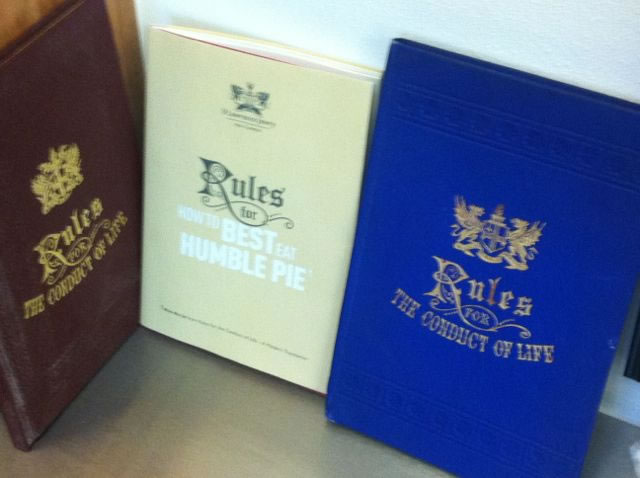 Rules
FOR
THE CONDUCT OF LIFE
Rules
for
HOW TO BEST EAT
HUMBLE PIE
Rules
FOR
THE CONDUCT OF LIFE